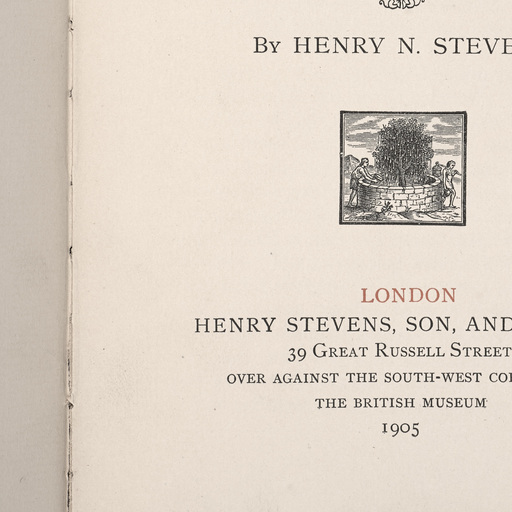 By HENRY N. STEVE
LONDON
HENRY STEVENS, SON, AND
39 GREAT RUSSELL STREET
OVER AGAINST THE SOUTH-WEST CO
THE BRITISH MUSEUM
1905